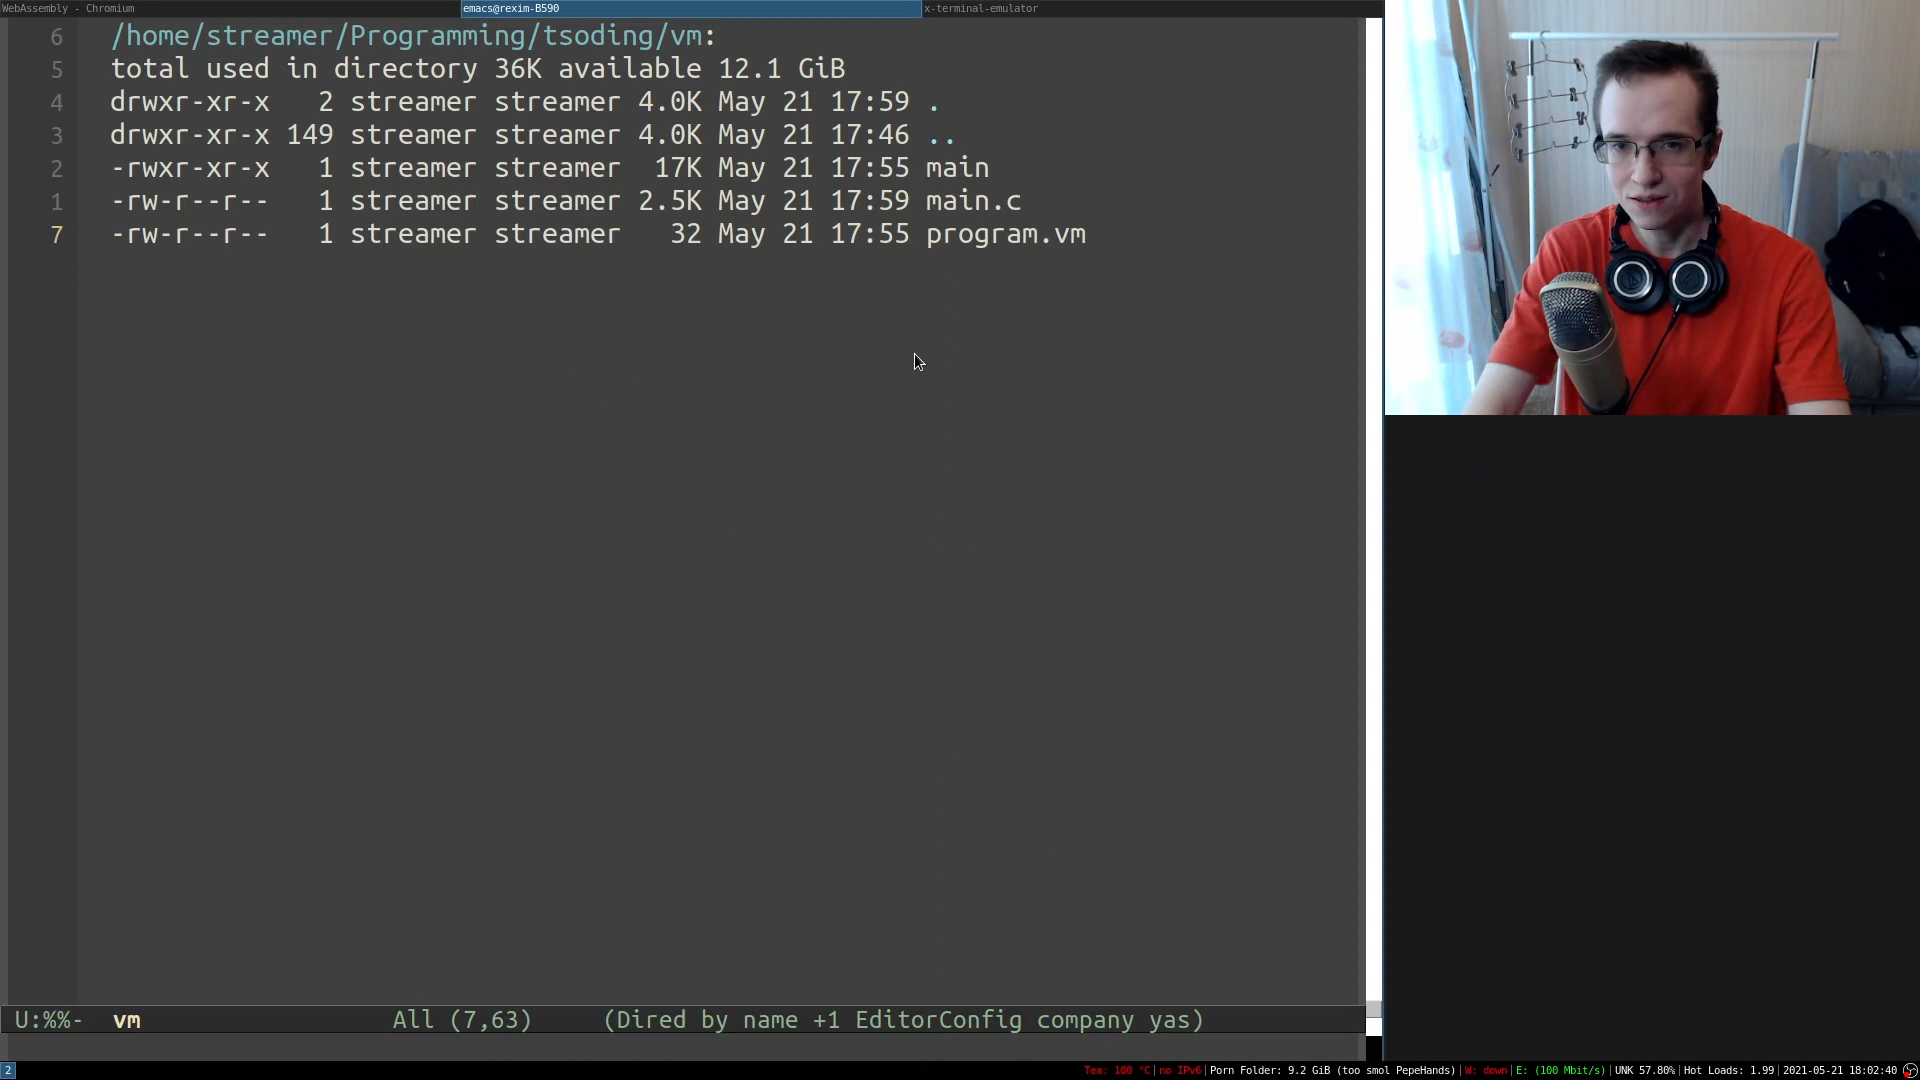 WebAssembly - Chromium emacs@rexim-B590 x-terminal-emulator
6 /home/streamer/Programming/tsoding/vm:
5 total used in directory 36K available 12.1 GiB
4 drwxr-xr-x 2 streamer streamer 4.0K May 21 17:59 .
3 drwxr-xr-x 149 streamer streamer 4.0K May 21 17:46 ..
2 -rwxr-xr-x 1 streamer streamer 17K May 21 17:55 main
1 -rw-r--r-- 1 streamer streamer 2.5K May 21 17:59 main.c
7 -rw-r--r-- 1 streamer streamer 32 May 21 17:55 program.vm
U:%%- vm All (7,63) (Dired by name +1 EditorConfig company yas)
2 Tea: 100 °C|no IPv6|Porn Folder: 9.2 GiB (too smol PepeHands)|W: down|E: (100 Mbit/s)|UNK 57.80%|Hot Loads: 1.99|2021-05-21 18:02:40